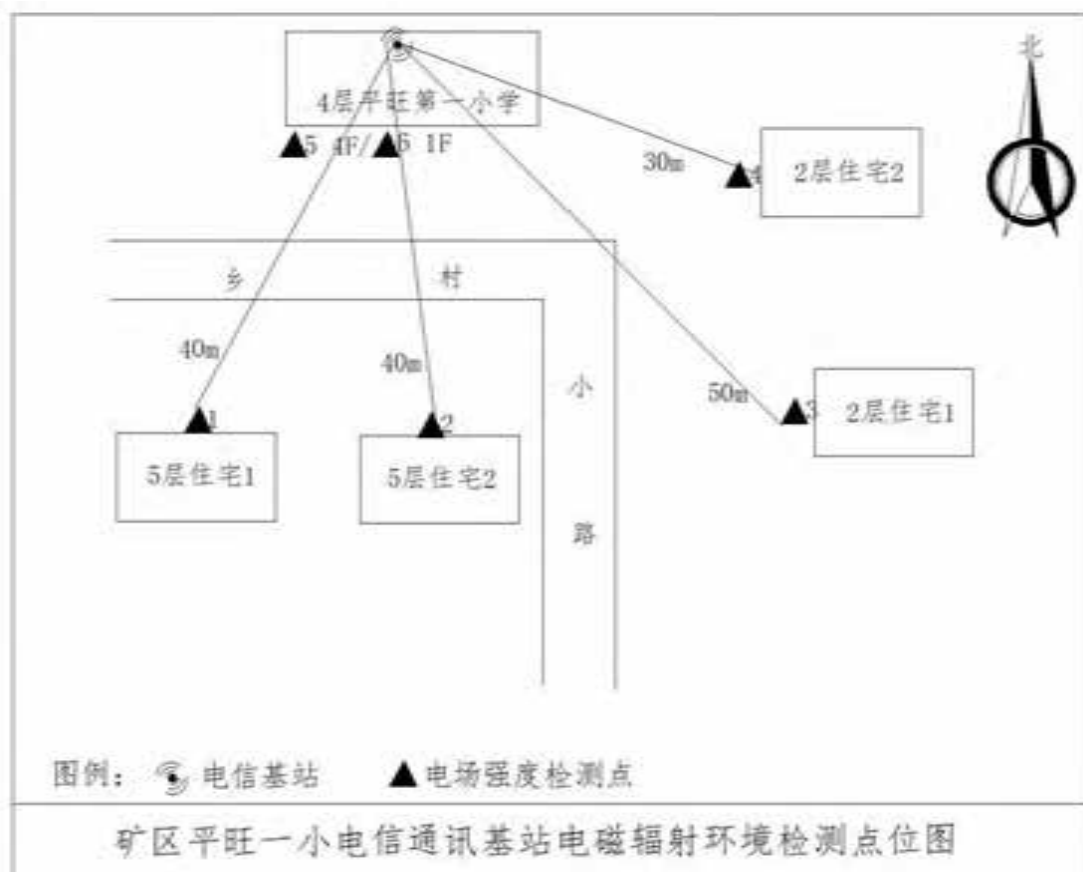 北
4层平旺第一小学
5 4F/ 6 1F
30m
4
2层住宅2
乡 村
40m
40m
小
50m
3
2层住宅1
1
2
5层住宅1
5层住宅2
路
图例: 电信基站 电场强度检测点
矿区平旺一小电信通讯基站电磁辐射环境检测点位图